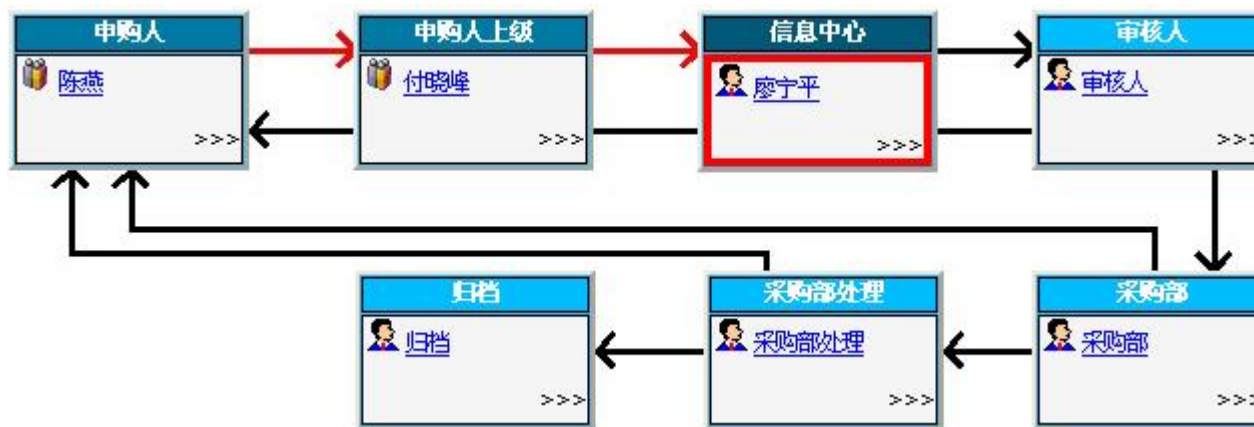 申购人
申购人上级
信息中心
审核人
陈燕
付晓峰
廖宁平
审核人
>>>
>>>
>>>
>>>
归档
采购部处理
采购部
归档
采购部处理
采购部
>>>
>>>
>>>